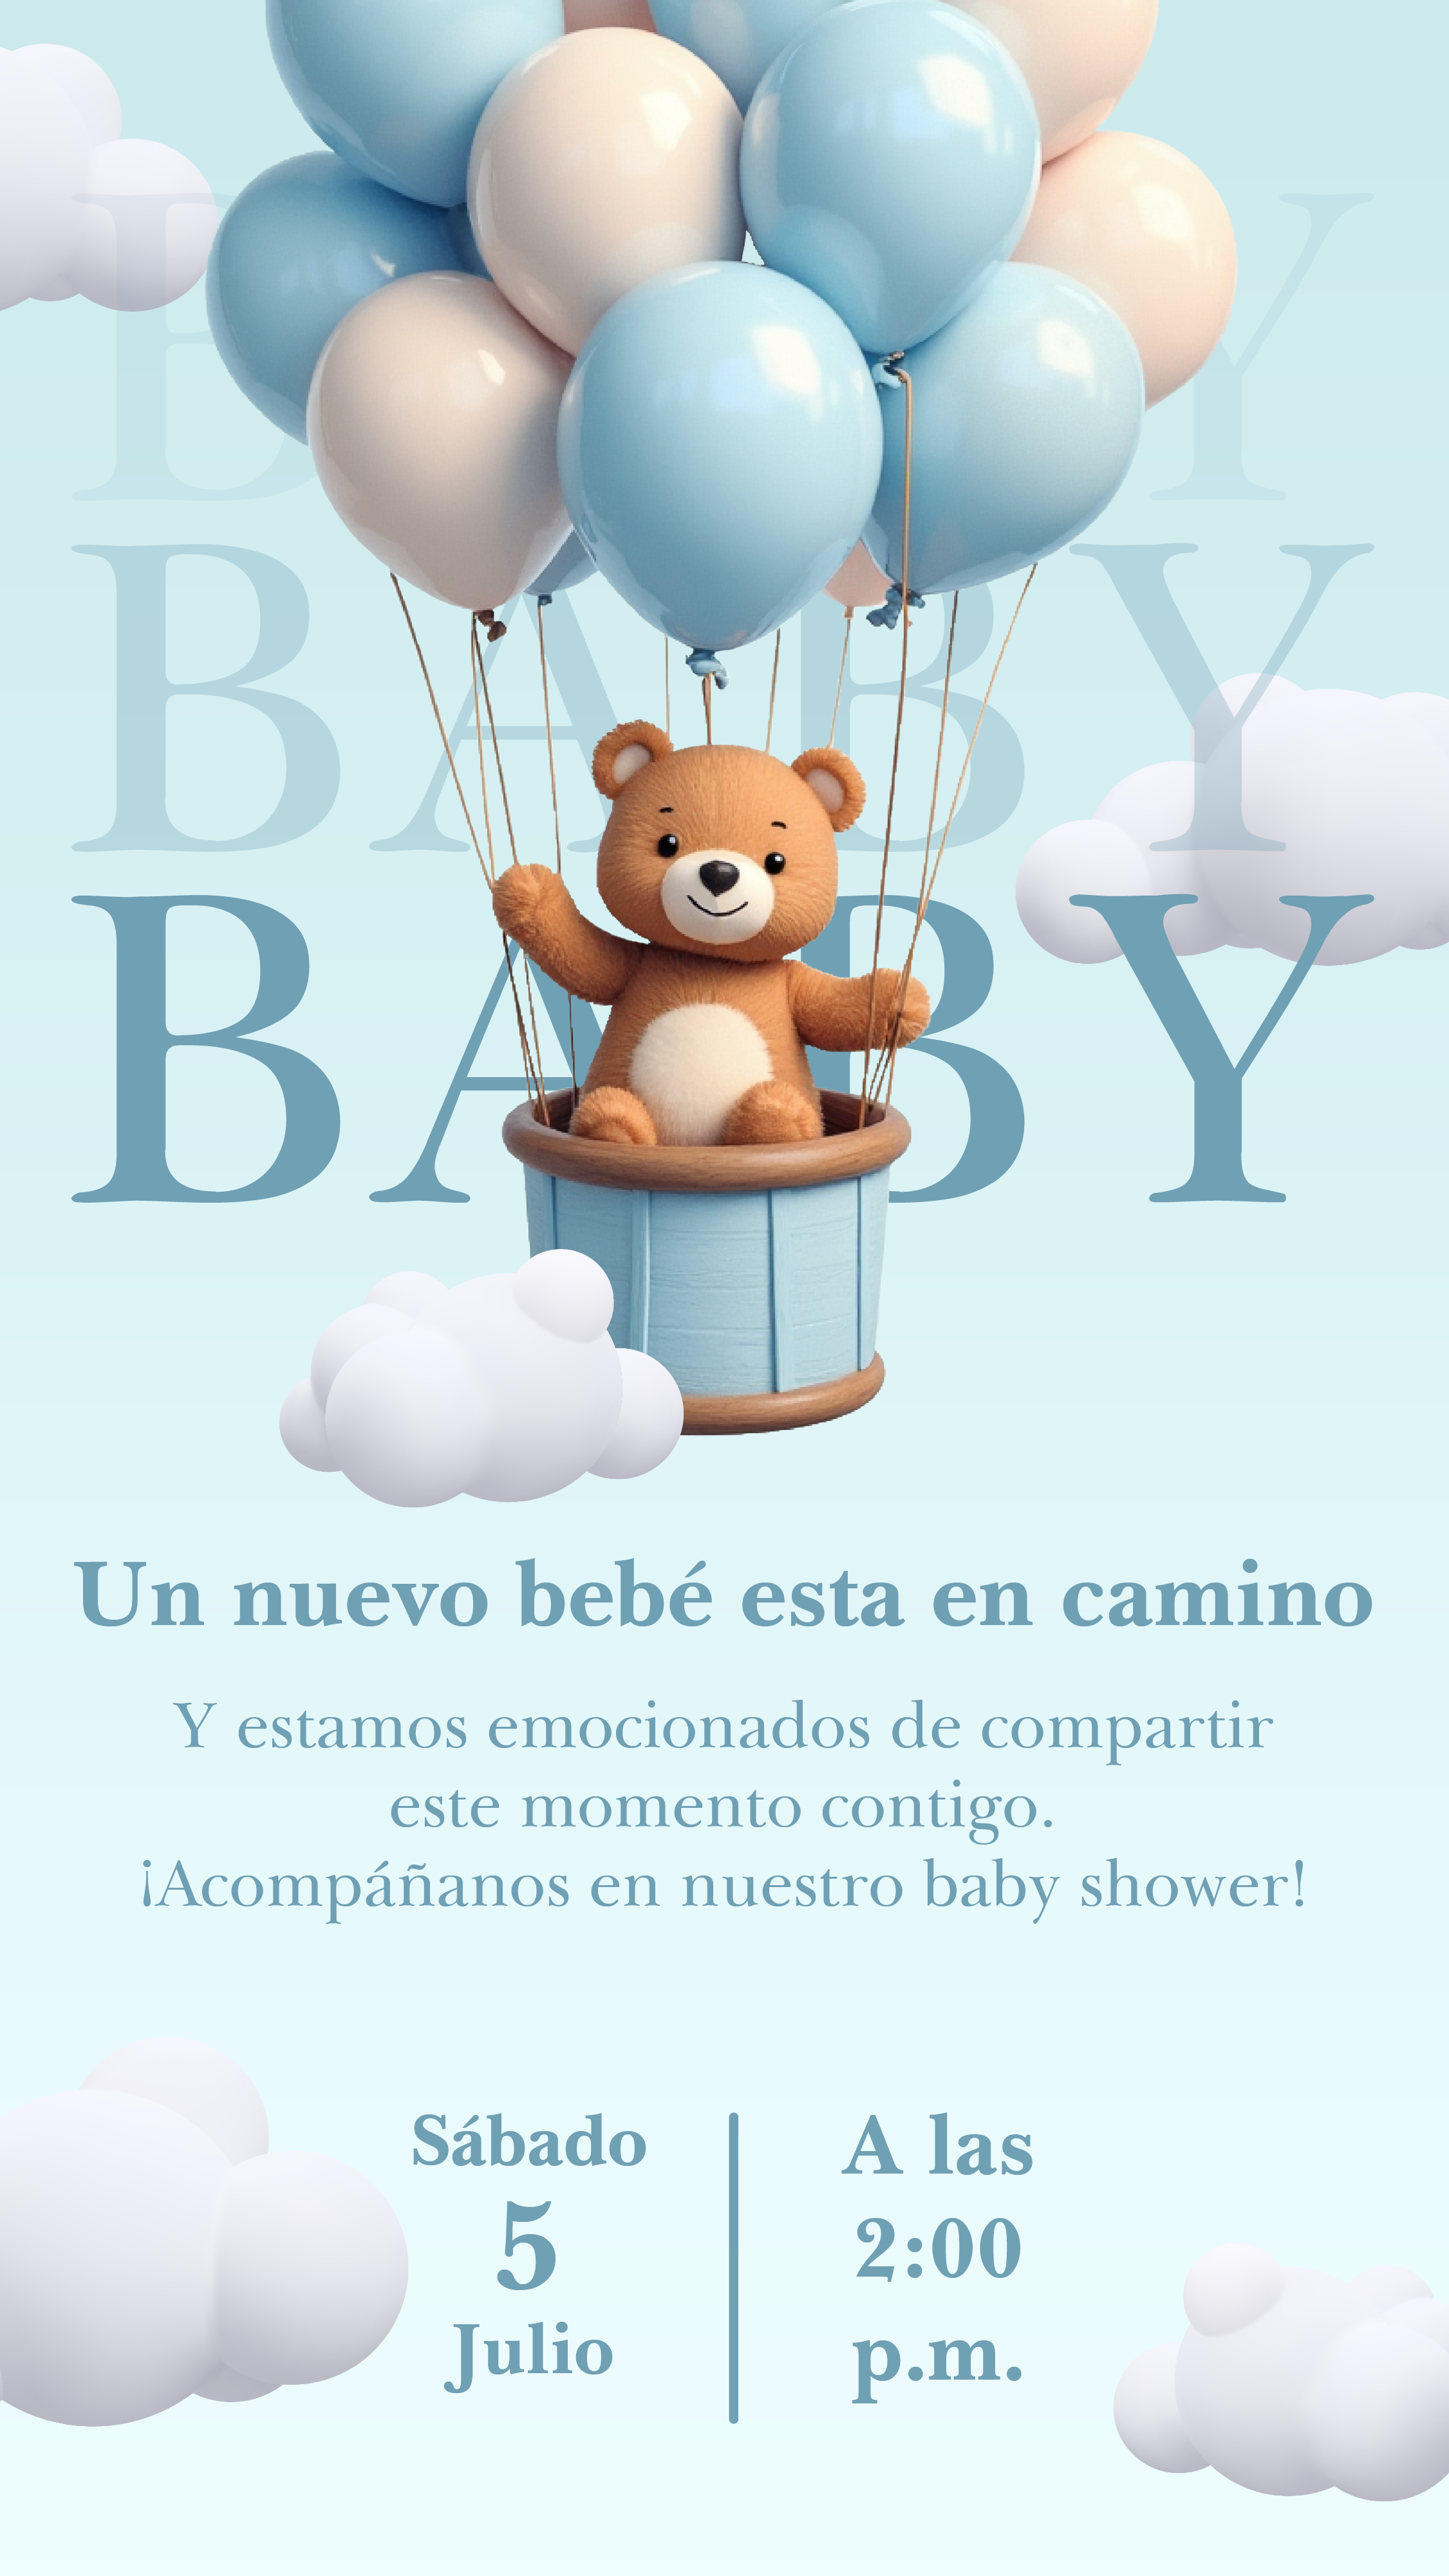 BABY
BABY
BABY
Un nuevo bebé esta en camino
Y estamos emocionados de compartir
este momento contigo.
¡Acompáñanos en nuestro baby shower!
Sábado
5
Julio
A las
2:00
p.m.